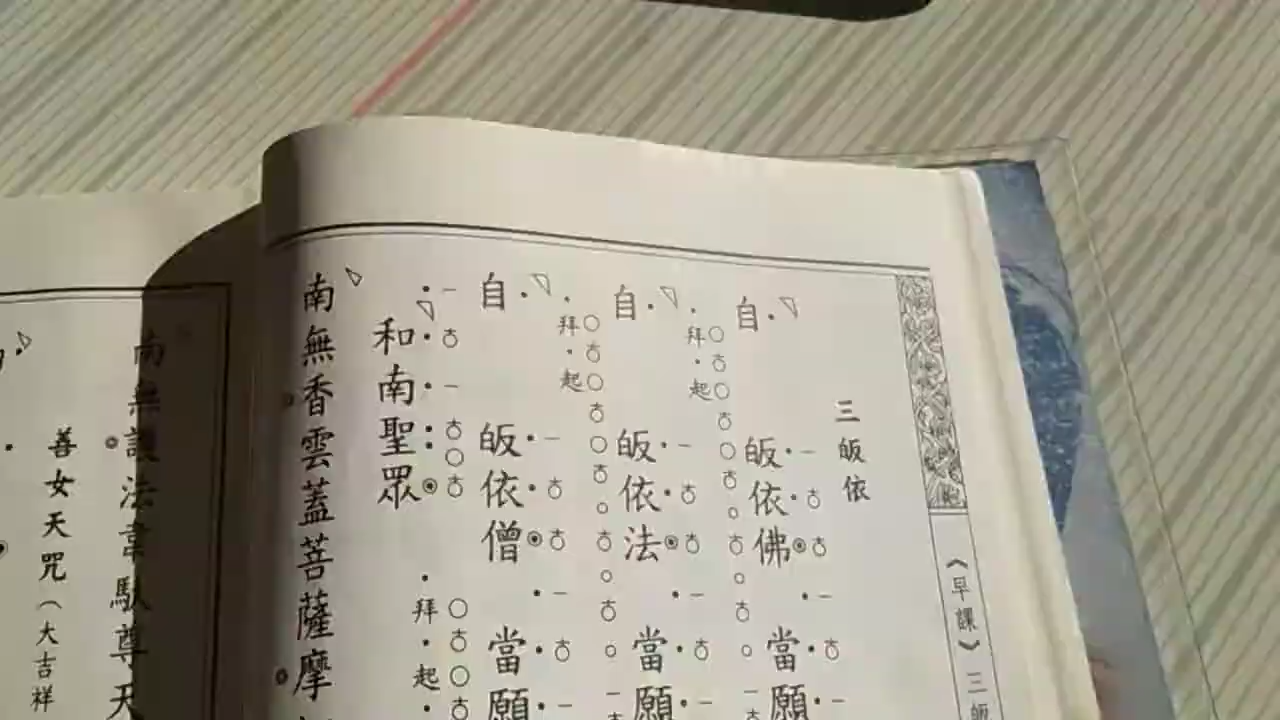 《早課》三皈
三皈依
自皈依佛當願
拜起
自皈依法當願
拜起
自皈依僧當願
拜起
和南聖眾
南無香雲蓋菩薩摩
南無護法韋馱尊天
善女天咒（大吉祥